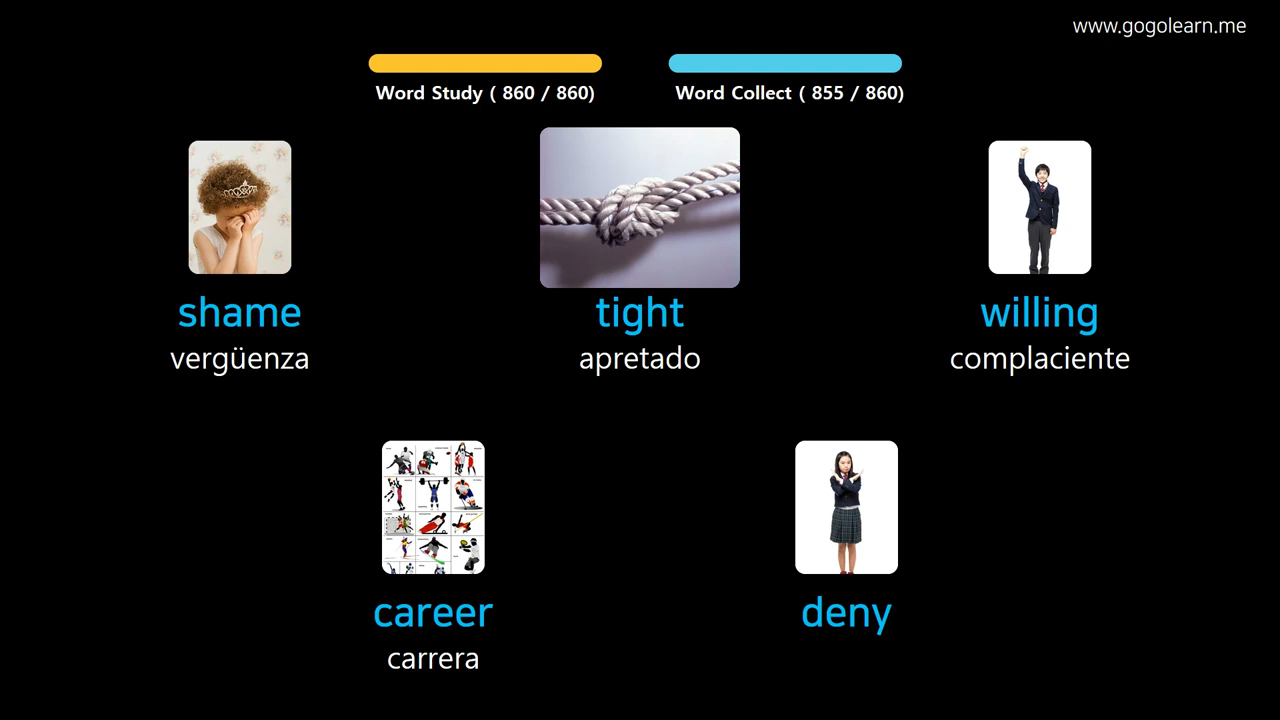 www.gogolearn.me
Word Study ( 860 / 860)
Word Collect ( 855 / 860)
shame
vergüenza
tight
apretado
willing
complaciente
career
carrera
deny